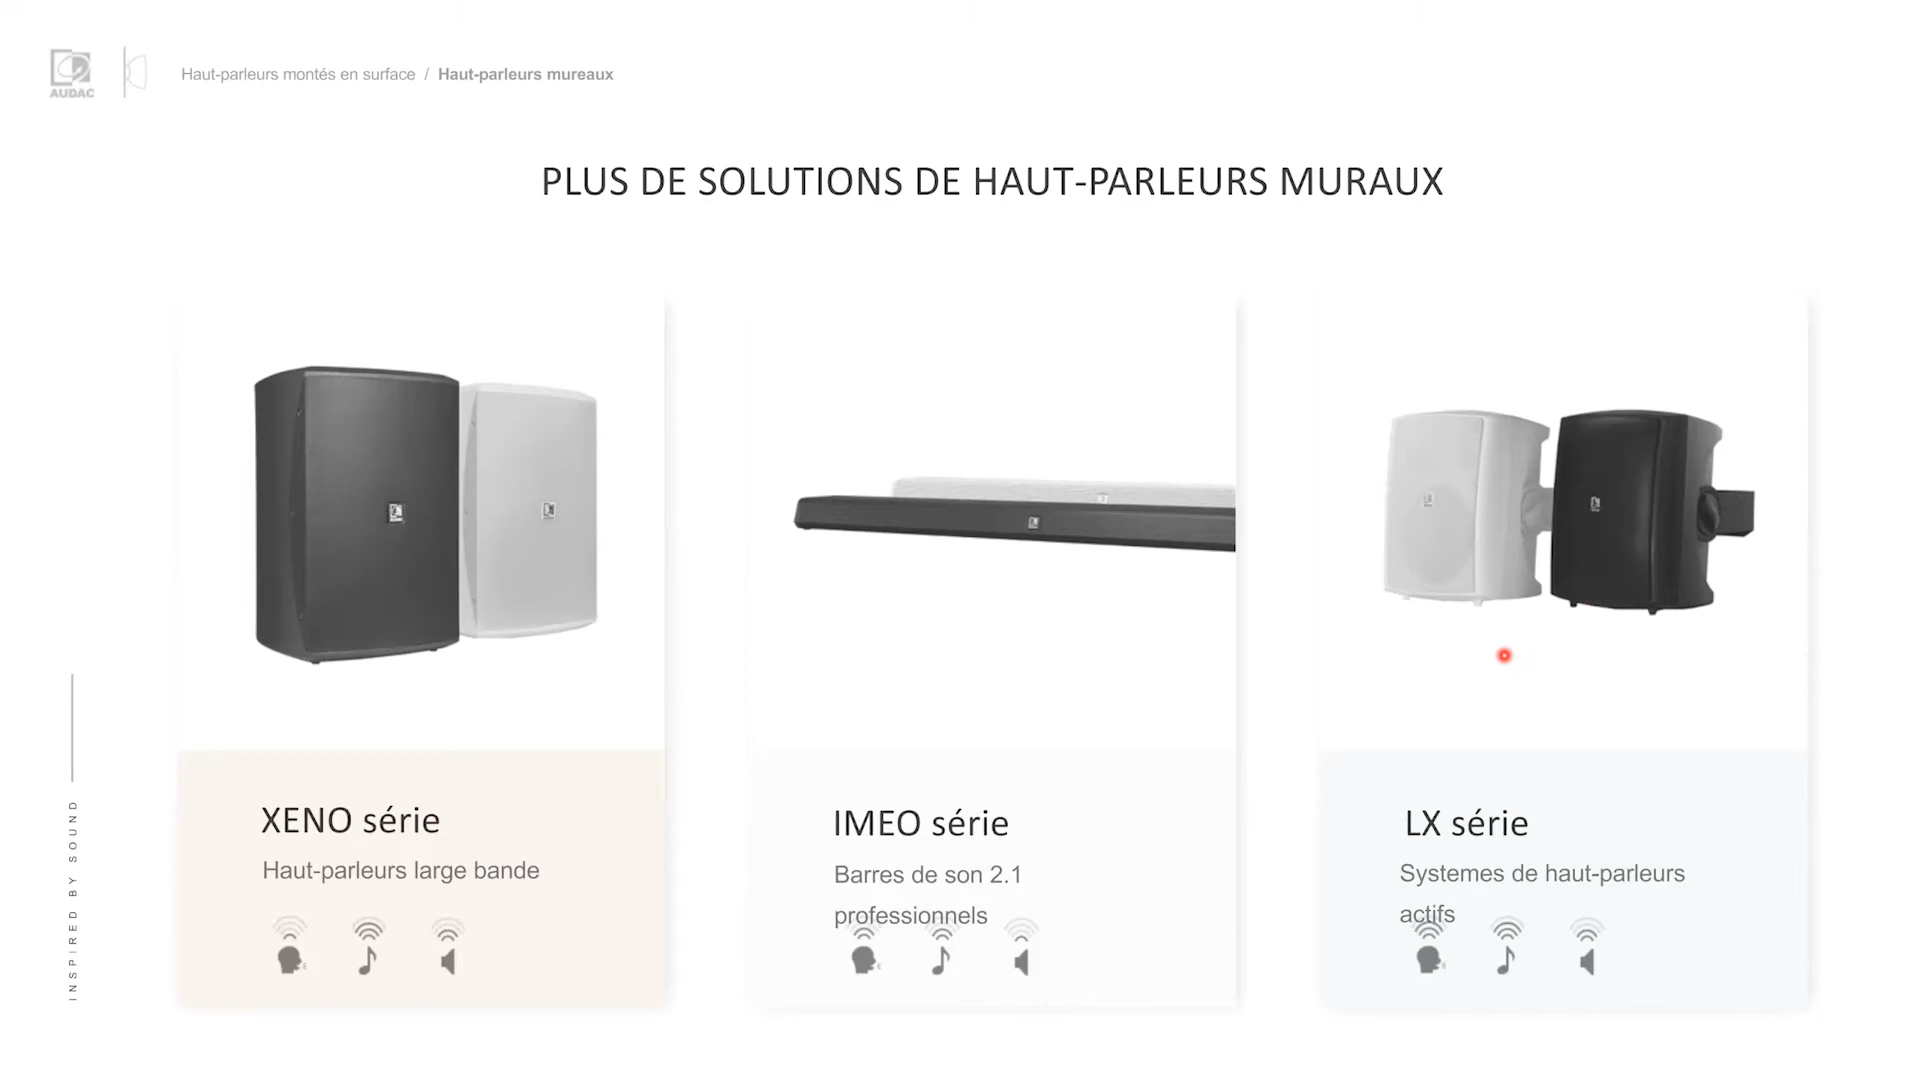 AUDAC
Haut-parleurs montés en surface / Haut-parleurs mureaux
PLUS DE SOLUTIONS DE HAUT-PARLEURS MURAUX
XENO série
Haut-parleurs large bande
IMEO série
Barres de son 2.1
professionnels
LX série
Systemes de haut-parleurs
actifs
INSPIRED BY SOUND